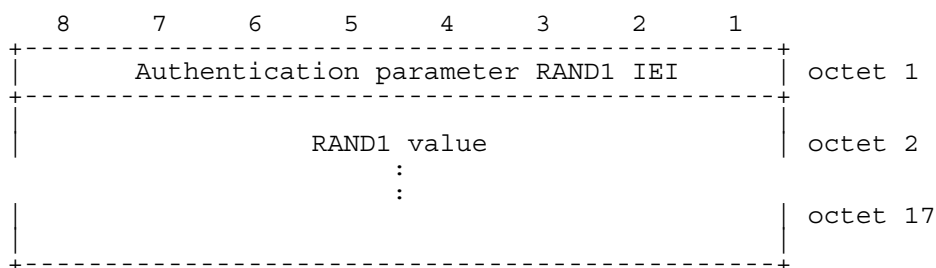 8 7 6 5 4 3 2 1
Authentication parameter RAND1 IEI octet 1
RAND1 value octet 2
:
:
octet 17